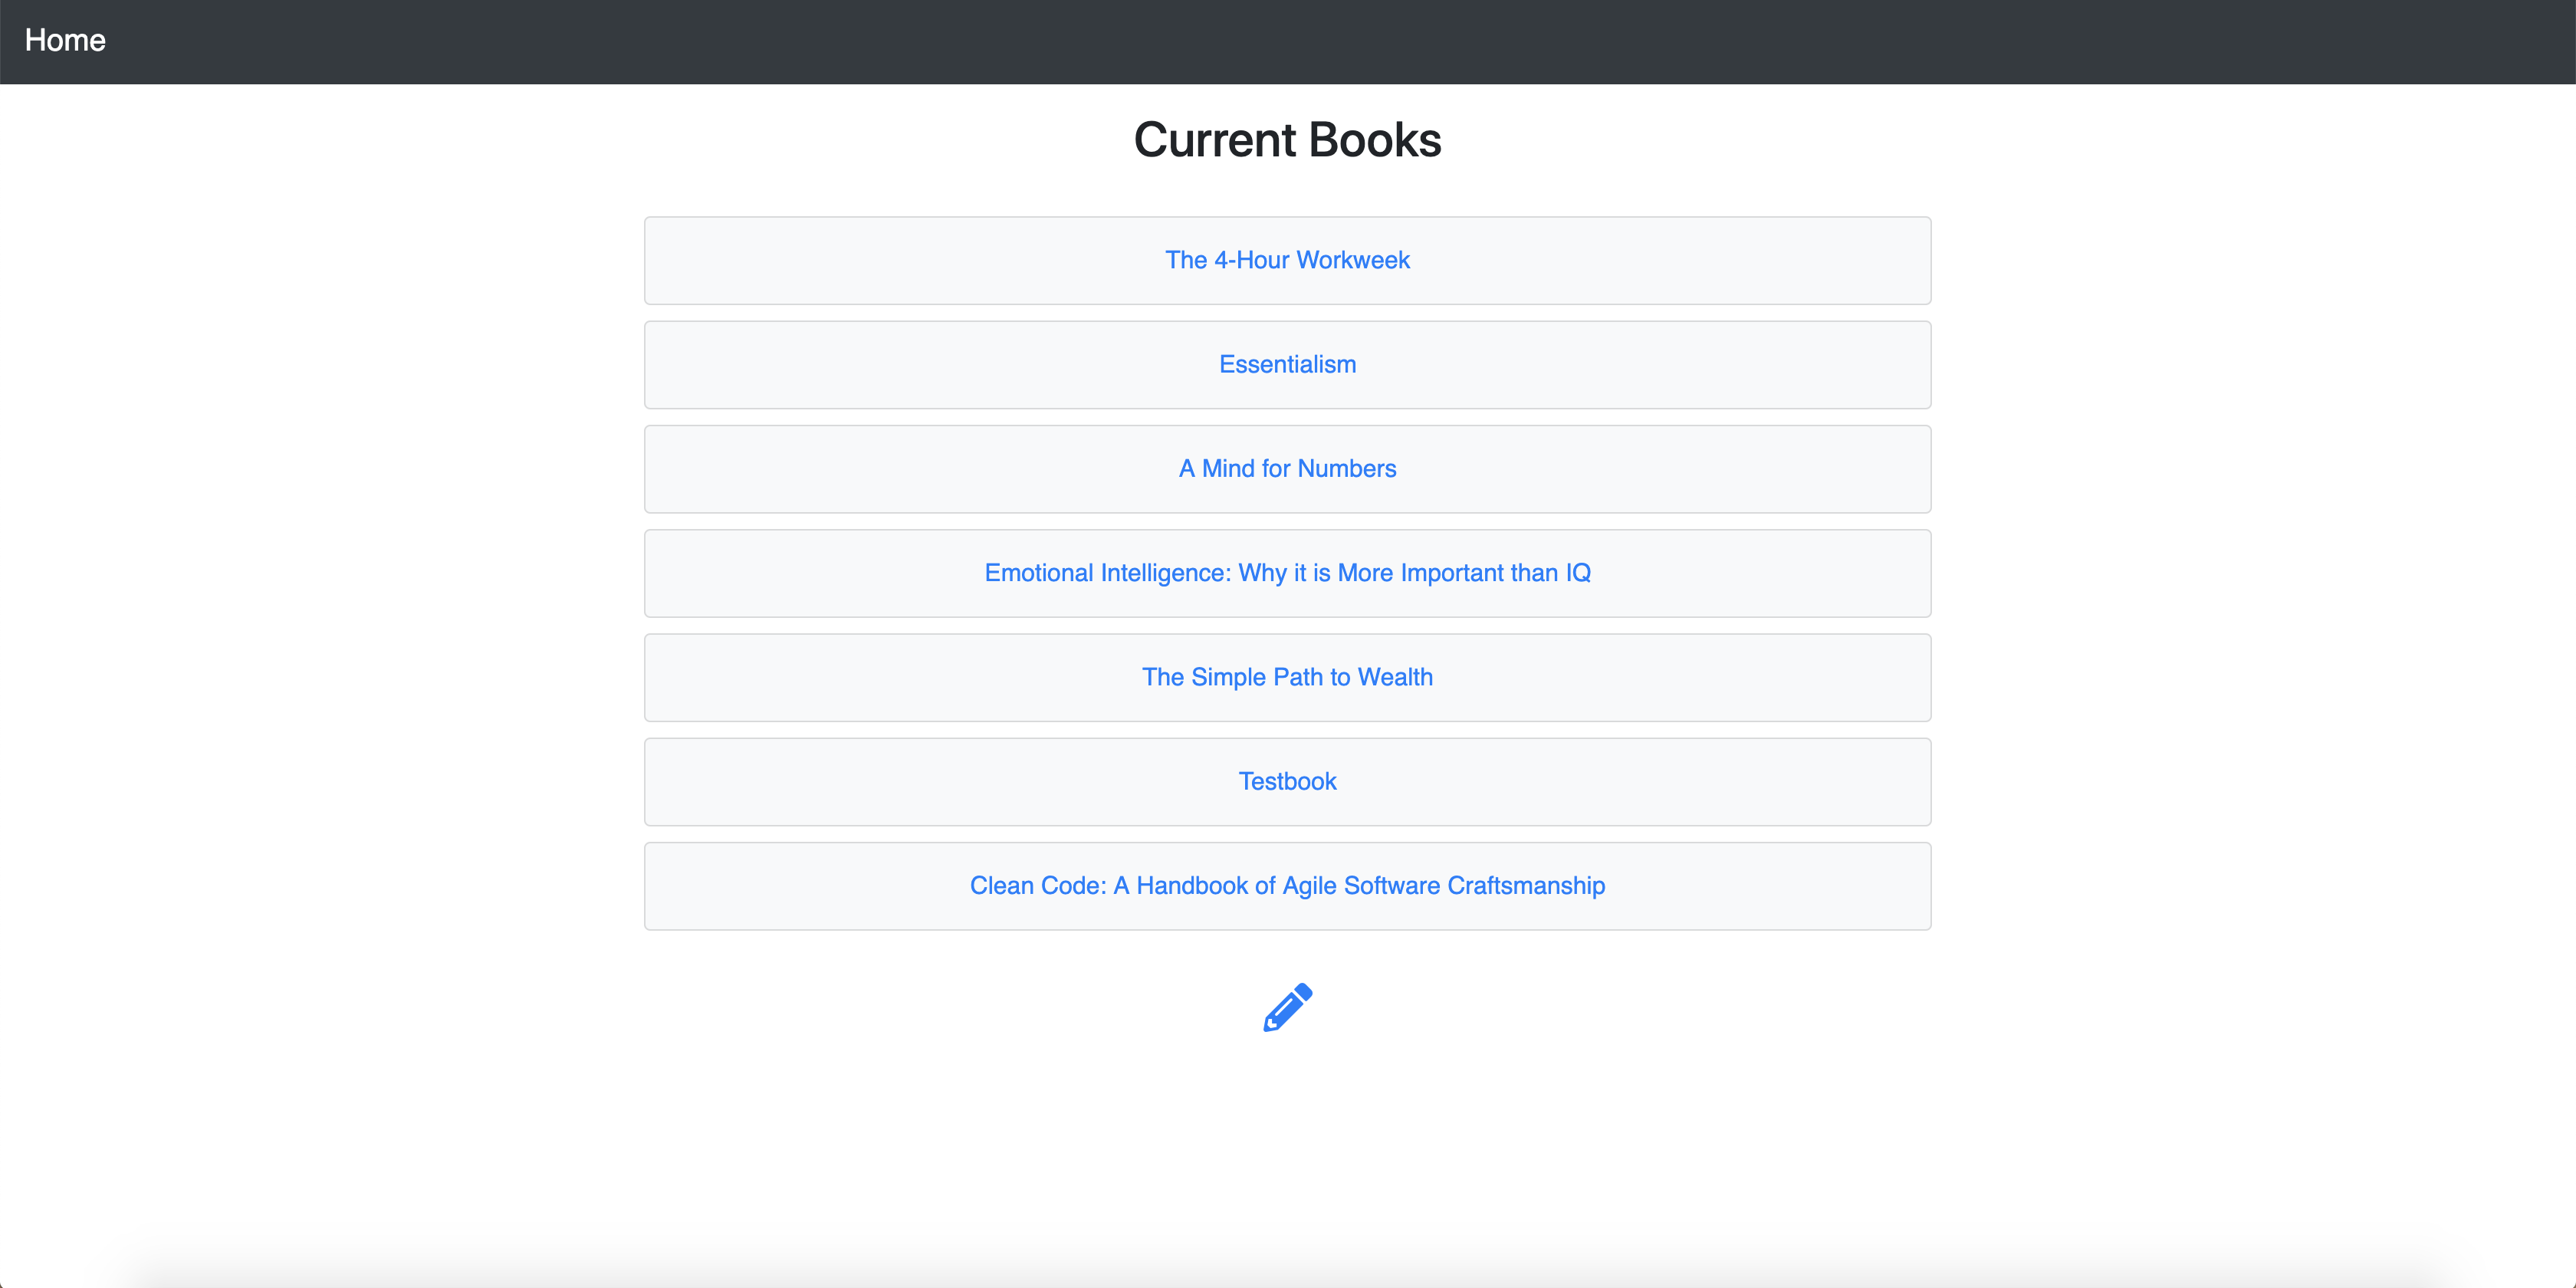 Home
Current Books
The 4-Hour Workweek
Essentialism
A Mind for Numbers
Emotional Intelligence: Why it is More Important than IQ
The Simple Path to Wealth
Testbook
Clean Code: A Handbook of Agile Software Craftsmanship